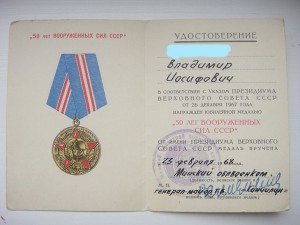 "50 ЛЕТ ВООРУЖЕННЫХ СИЛ СССР"
УДОСТОВЕРЕНИЕ
Владимир
Иосифович
В СООТВЕТСТВИИ С УКАЗОМ ПРЕЗИДИУМА
ВЕРХОВНОГО СОВЕТА СССР
ОТ 26 ДЕКАБРЯ 1967 ГОДА
НАГРАЖДЕН ЮБИЛЕЙНОЙ МЕДАЛЬЮ
"50 ЛЕТ ВООРУЖЕННЫХ
СИЛ СССР"
ОТ ИМЕНИ ПРЕЗИДИУМА ВЕРХОВНОГО
СОВЕТА СССР МЕДАЛЬ ВРУЧЕНА
23 февраля 1968
Минский облвоенком
генерал-майор